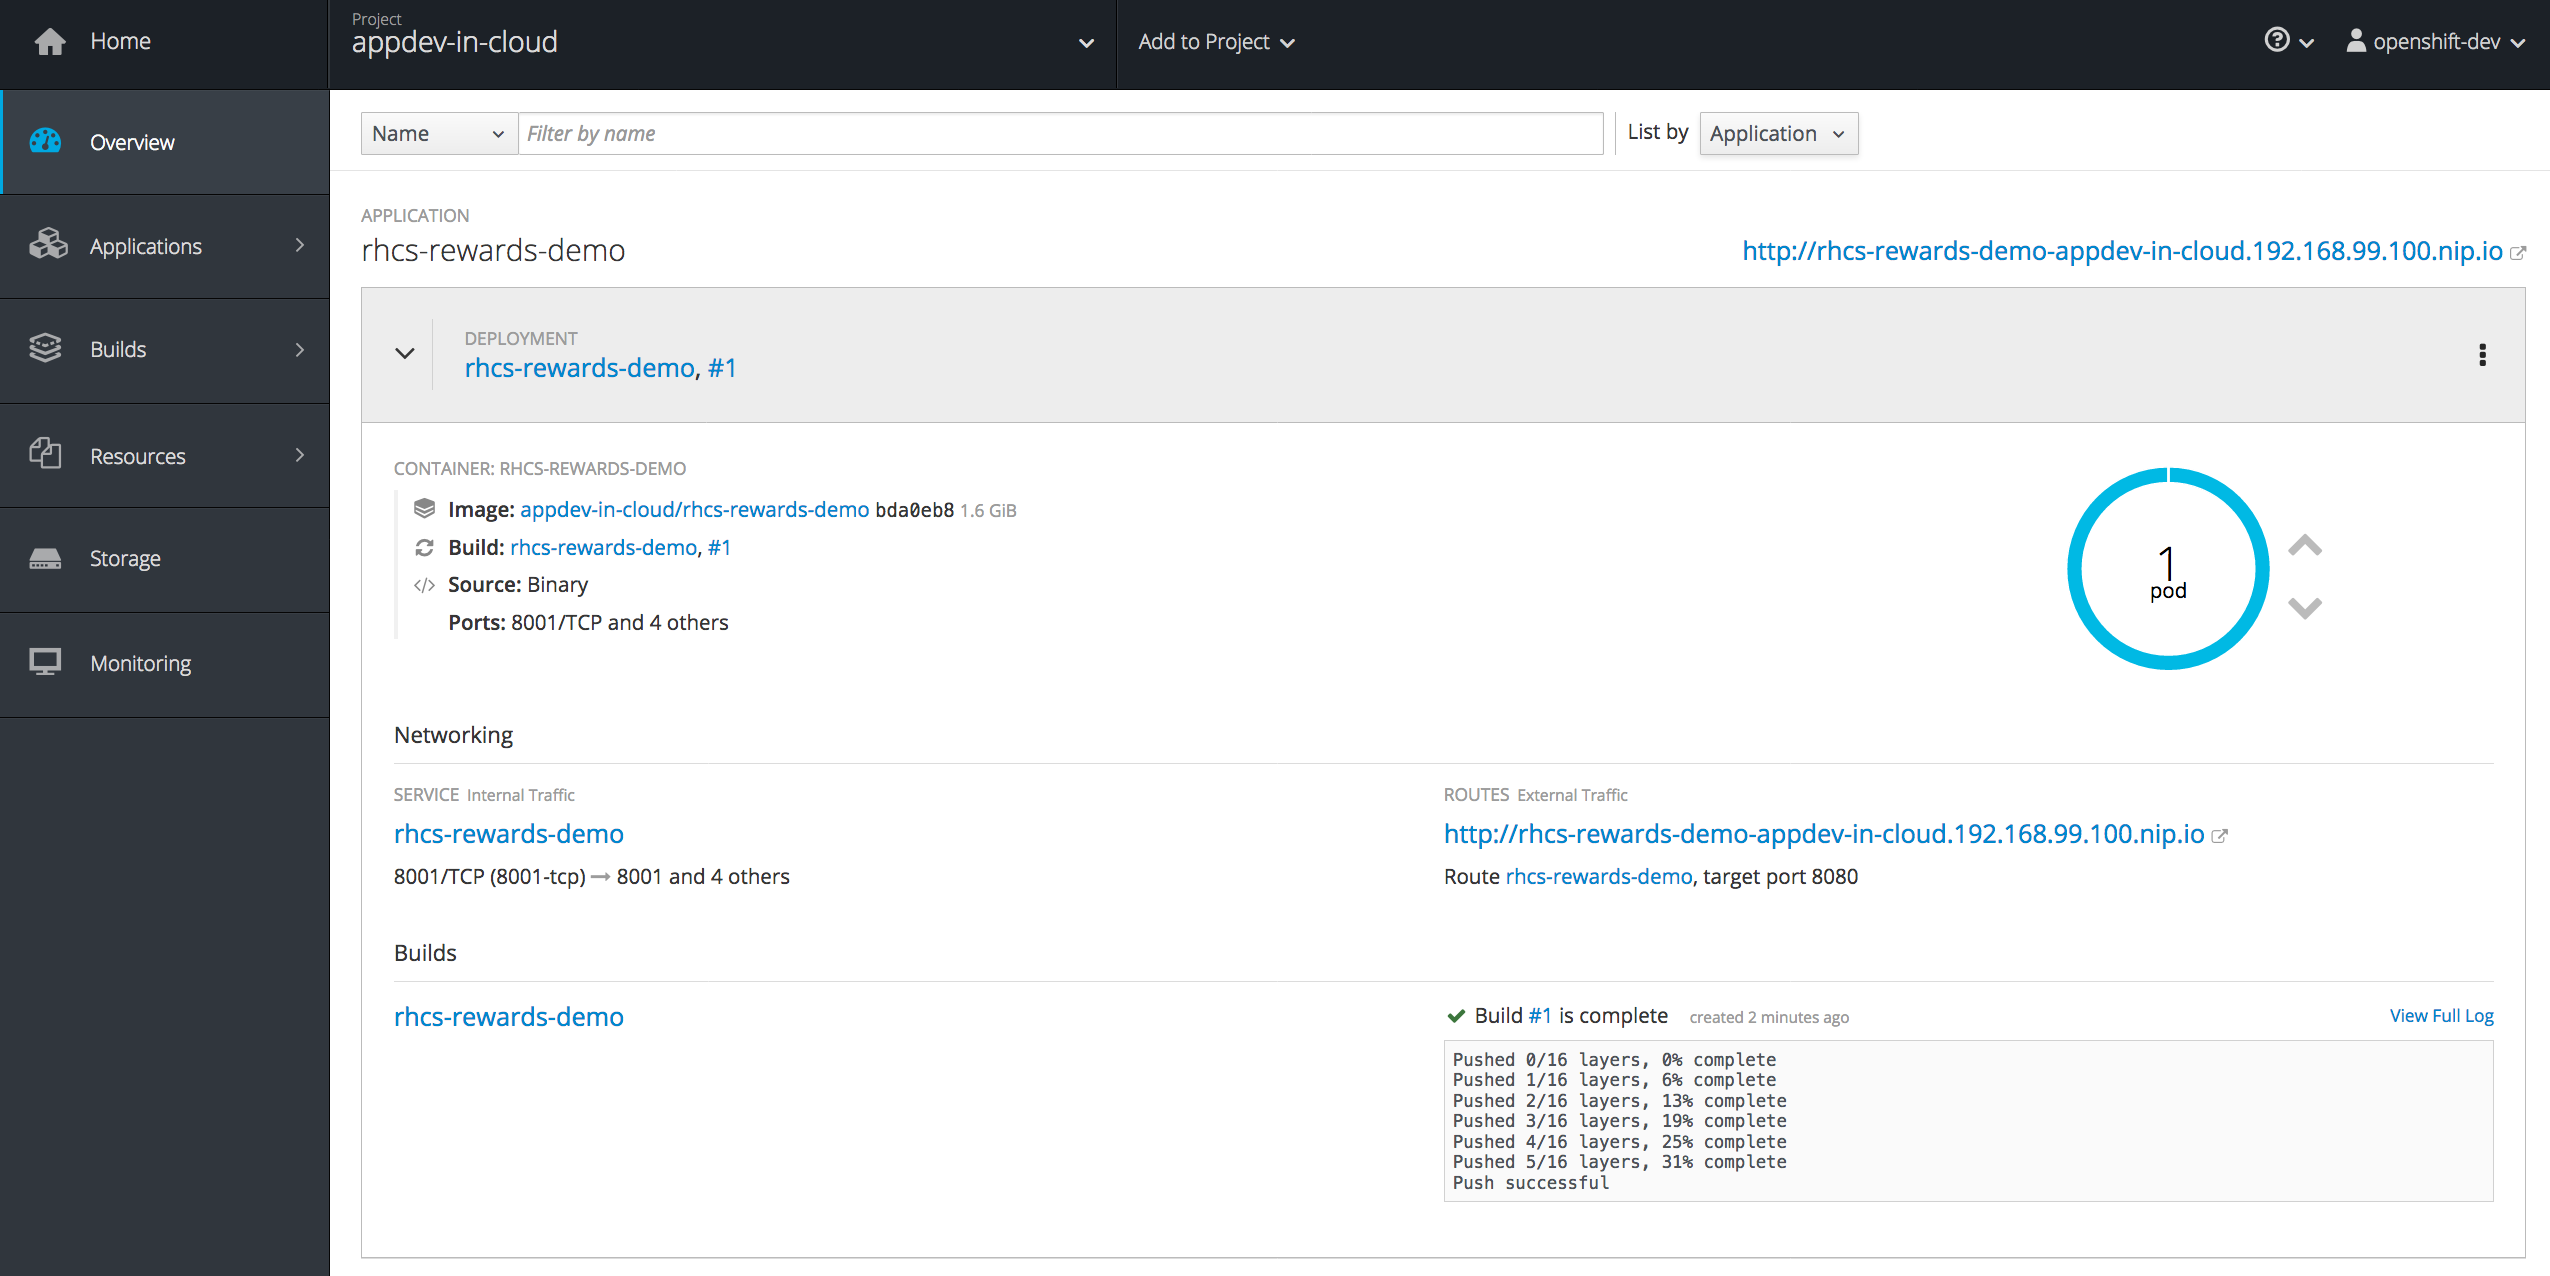 Home
Project
appdev-in-cloud
Add to Project
openshift-dev
Overview
Applications
Builds
Resources
Storage
Monitoring
Name
Filter by name
List by
Application
APPLICATION
rhcs-rewards-demo
http://rhcs-rewards-demo-appdev-in-cloud.192.168.99.100.nip.io
DEPLOYMENT
rhcs-rewards-demo, #1
CONTAINER: RHCS-REWARDS-DEMO
Image: appdev-in-cloud/rhcs-rewards-demo bda0eb8 1.6 GiB
Build: rhcs-rewards-demo, #1
Source: Binary
Ports: 8001/TCP and 4 others
1
pod
Networking
SERVICE Internal Traffic
rhcs-rewards-demo
8001/TCP (8001-tcp) → 8001 and 4 others
ROUTES External Traffic
http://rhcs-rewards-demo-appdev-in-cloud.192.168.99.100.nip.io
Route rhcs-rewards-demo, target port 8080
Builds
rhcs-rewards-demo
Build #1 is complete created 2 minutes ago
View Full Log
Pushed 0/16 layers, 0% complete
Pushed 1/16 layers, 6% complete
Pushed 2/16 layers, 13% complete
Pushed 3/16 layers, 19% complete
Pushed 4/16 layers, 25% complete
Pushed 5/16 layers, 31% complete
Push successful